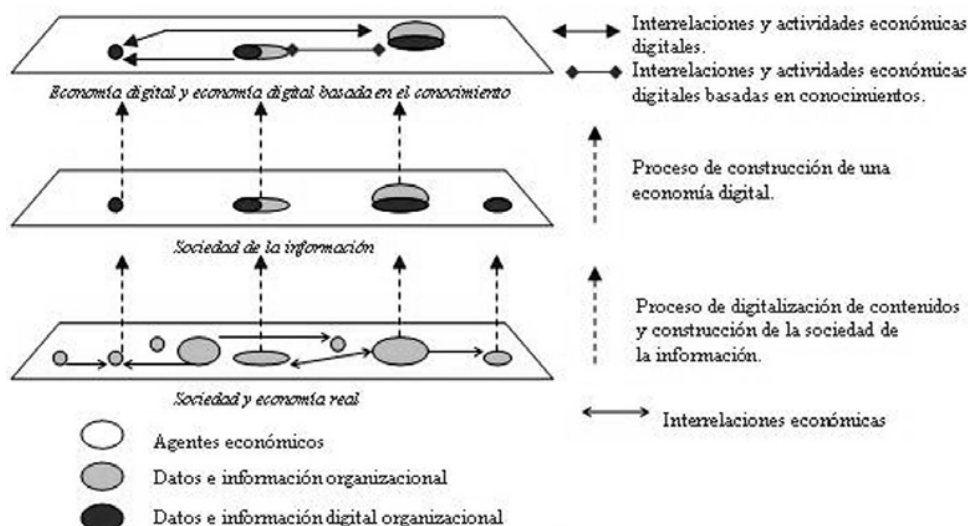 Interrelaciones y actividades económicas
digitales.
Interrelaciones y actividades económicas
digitales basadas en conocimientos.
Economía digital y economía digital basada en el conocimiento
Proceso de construcción de una
economía digital.
Sociedad de la información
Proceso de digitalización de contenidos
y construcción de la sociedad de
la información.
Sociedad y economía real
Interrelaciones económicas
Agentes económicos
Datos e información organizacional
Datos e información digital organizacional